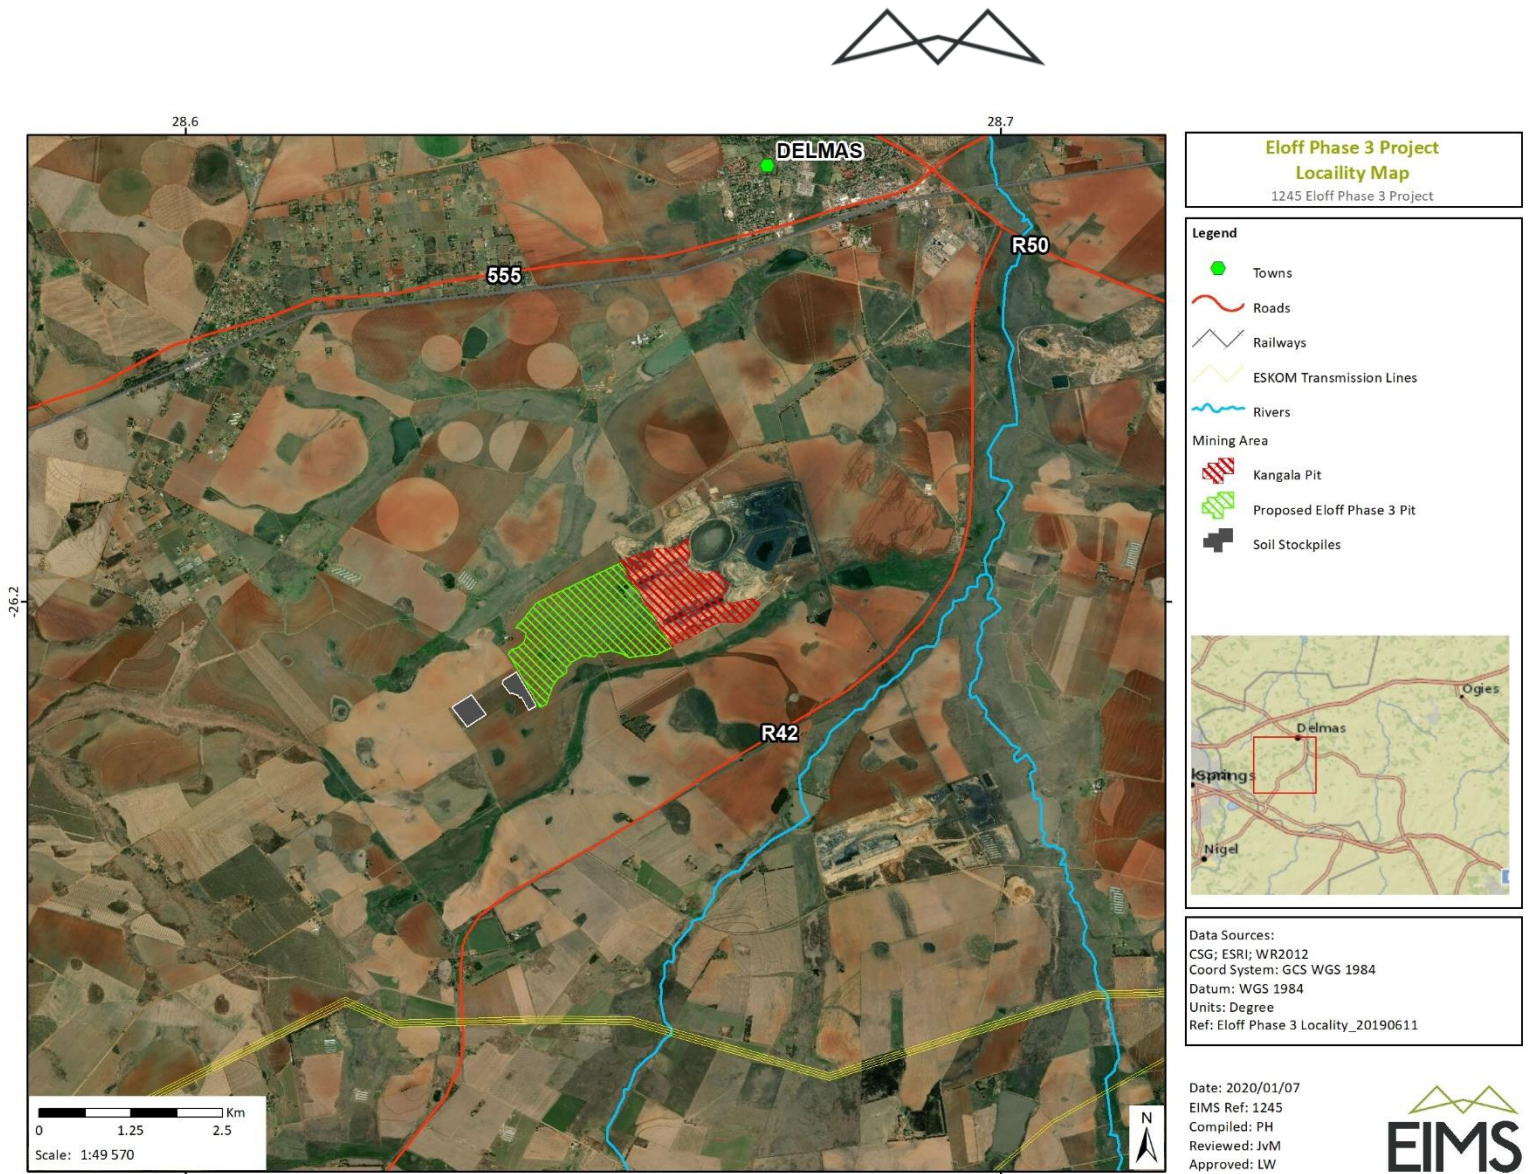 28.6
28.7
-26.2
DELMAS
R50
555
R42
Km
0
1.25
2.5
Scale: 1:49 570
N
Eloff Phase 3 Project
Locaility Map
1245 Eloff Phase 3 Project
Legend
Towns
Roads
Railways
ESKOM Transmission Lines
Rivers
Mining Area
Kangala Pit
Proposed Eloff Phase 3 Pit
Soil Stockpiles
Ogies
Delmas
Springs
Nigel
Data Sources:
CSG; ESRI; WR2012
Coord System: GCS WGS 1984
Datum: WGS 1984
Units: Degree
Ref: Eloff Phase 3 Locality_20190611
Date: 2020/01/07
EIMS Ref: 1245
Compiled: PH
Reviewed: JvM
Approved: LW
EIMS